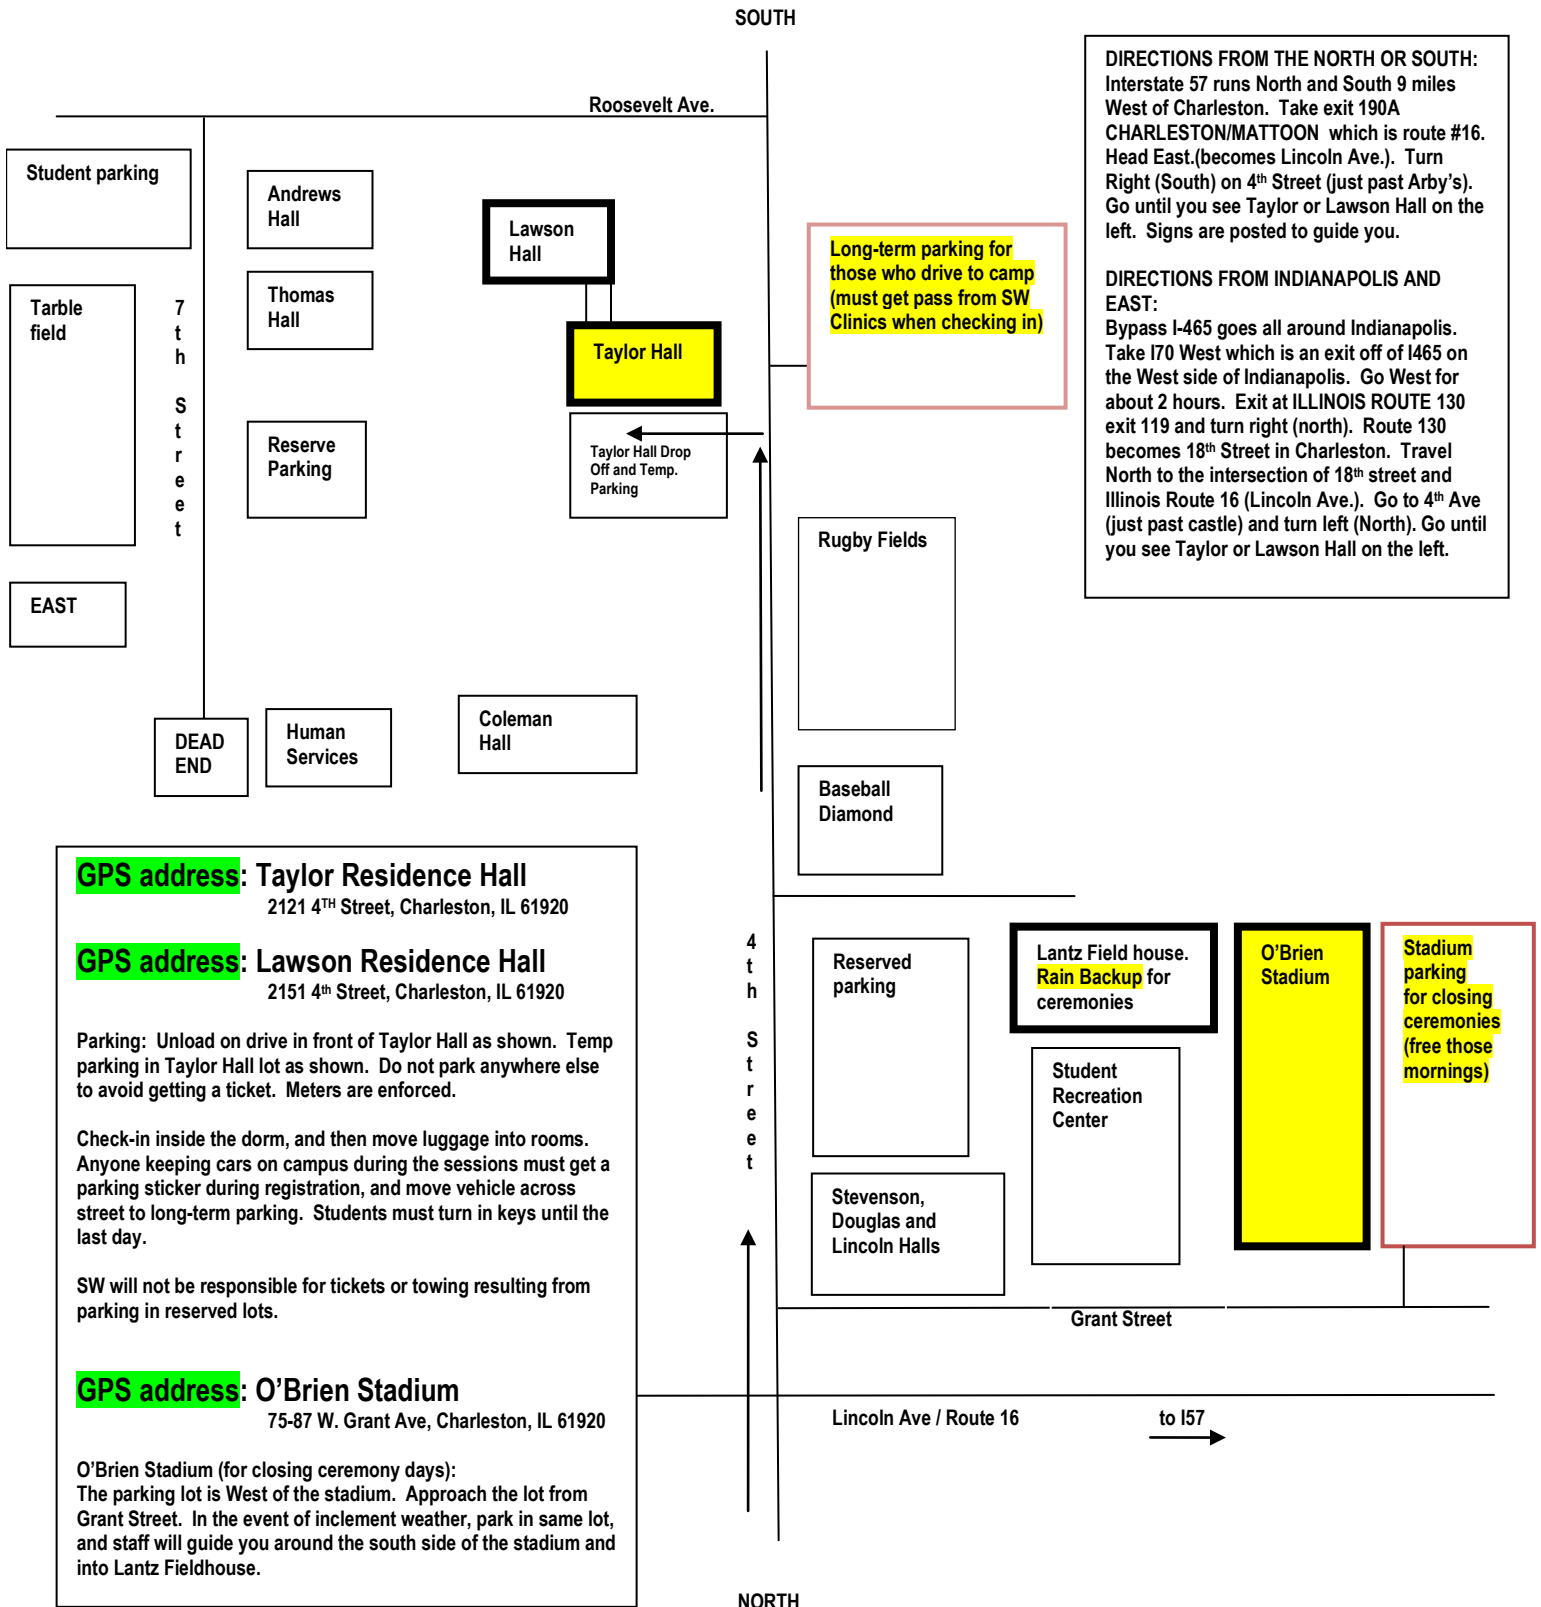 SOUTH
Roosevelt Ave.
Student parking
Andrews
Hall
Lawson
Hall
Tarble
field
7
t
h
S
t
r
e
e
t
Thomas
Hall
Taylor Hall
Long-term parking for
those who drive to camp
(must get pass from SW
Clinics when checking in)
Reserve
Parking
Taylor Hall Drop
Off and Temp.
Parking
Rugby Fields
EAST
DEAD
END
Human
Services
Coleman
Hall
Baseball
Diamond
DIRECTIONS FROM THE NORTH OR SOUTH:
Interstate 57 runs North and South 9 miles
West of Charleston.  Take exit 190A
CHARLESTON/MATTOON  which is route #16.
Head East.(becomes Lincoln Ave.).  Turn
Right (South) on 4th Street (just past Arby’s).
Go until you see Taylor or Lawson Hall on the
left.  Signs are posted to guide you.
DIRECTIONS FROM INDIANAPOLIS AND
EAST:
Bypass I-465 goes all around Indianapolis.
Take I70 West which is an exit off of I465 on
the West side of Indianapolis.  Go West for
about 2 hours.  Exit at ILLINOIS ROUTE 130
exit 119 and turn right (north).  Route 130
becomes 18th Street in Charleston.  Travel
North to the intersection of 18th street and
Illinois Route 16 (Lincoln Ave.).  Go to 4th Ave
(just past castle) and turn left (North). Go until
you see Taylor or Lawson Hall on the left.
GPS address: Taylor Residence Hall
2121 4TH Street, Charleston, IL 61920
GPS address: Lawson Residence Hall
2151 4th Street, Charleston, IL 61920
Parking:  Unload on drive in front of Taylor Hall as shown.  Temp
parking in Taylor Hall lot as shown.  Do not park anywhere else
to avoid getting a ticket.  Meters are enforced.
Check-in inside the dorm, and then move luggage into rooms.
Anyone keeping cars on campus during the sessions must get a
parking sticker during registration, and move vehicle across
street to long-term parking.  Students must turn in keys until the
last day.
SW will not be responsible for tickets or towing resulting from
parking in reserved lots.
GPS address: O’Brien Stadium
75-87 W. Grant Ave, Charleston, IL 61920
O’Brien Stadium (for closing ceremony days):
The parking lot is West of the stadium.  Approach the lot from
Grant Street.  In the event of inclement weather, park in same lot,
and staff will guide you around the south side of the stadium and
into Lantz Fieldhouse.
4
t
h
S
t
r
e
e
t
Reserved
parking
Lantz Field house.
Rain Backup for
ceremonies
O’Brien
Stadium
Stadium
parking
for closing
ceremonies
(free those
mornings)
Student
Recreation
Center
Stevenson,
Douglas and
Lincoln Halls
Grant Street
Lincoln Ave / Route 16
to I57
NORTH